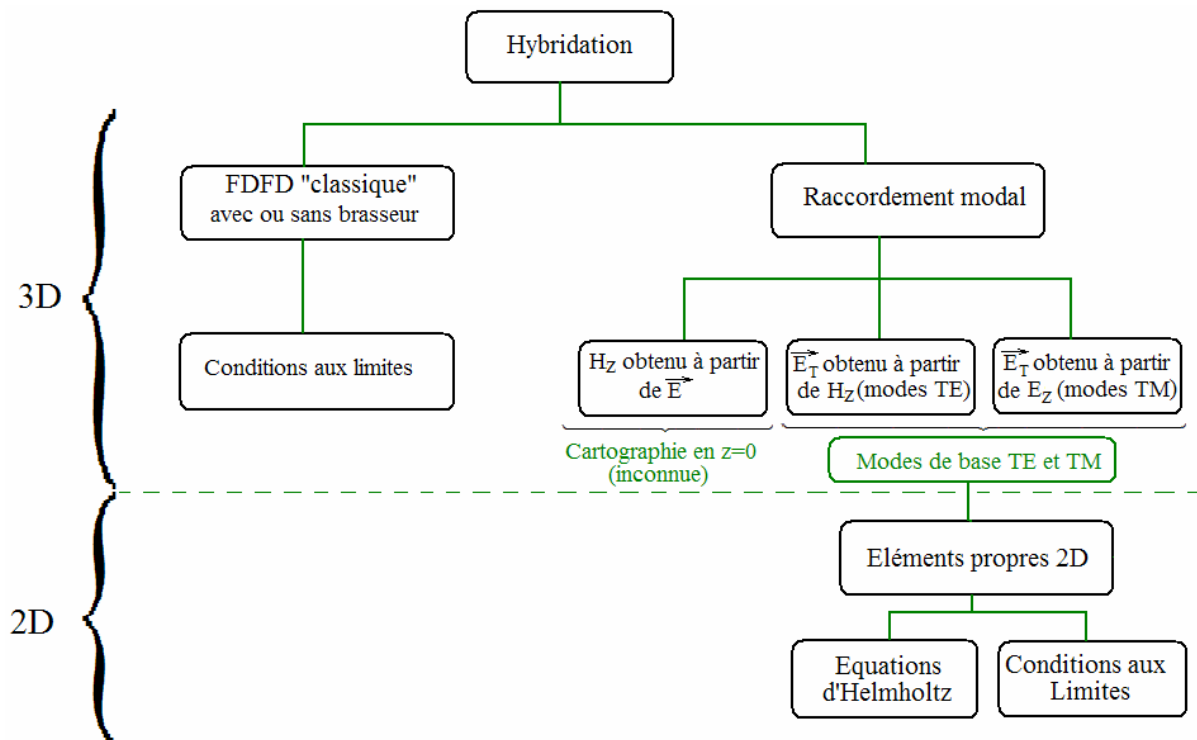 Hybridation
FDFD "classique"
avec ou sans brasseur
Raccordement modal
3D
Conditions aux limites
H_Z obtenu à partir
de E⃗
E_T⃗ obtenu à partir
de H_Z (modes TE)
E_T⃗ obtenu à partir
de E_Z (modes TM)
Cartographie en z=0
(inconnue)
Modes de base TE et TM
Eléments propres 2D
2D
Equations
d'Helmholtz
Conditions aux
Limites